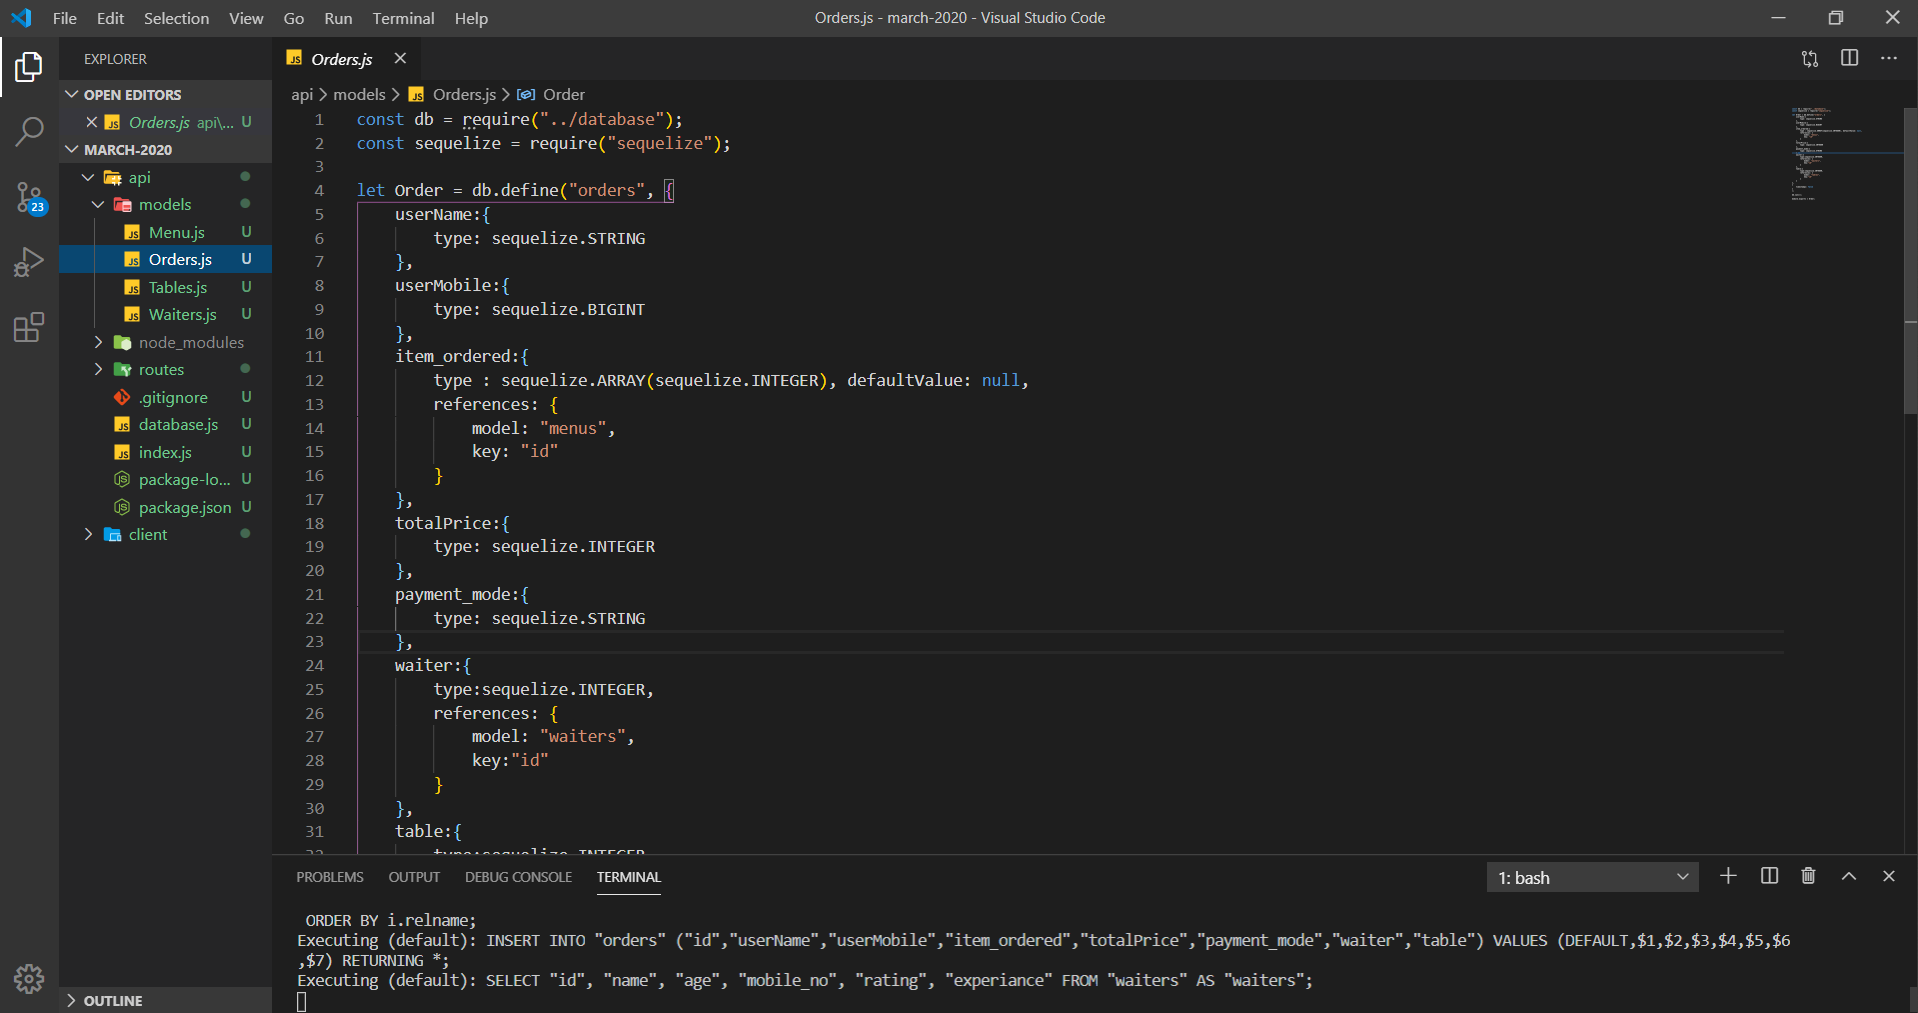 File Edit Selection View Go Run Terminal Help
Orders.js - march-2020 - Visual Studio Code
EXPLORER
OPEN EDITORS
Orders.js api\... U
MARCH-2020
api
models
Menu.js U
Orders.js U
Tables.js U
Waiters.js U
node_modules
routes
.gitignore U
database.js U
index.js U
package-lo... U
package.json U
client
OUTLINE
23
Orders.js
api > models > Orders.js > Order
1 const db = require("../database");
2 const sequelize = require("sequelize");
3
4 let Order = db.define("orders", {
5 userName:{
6 type: sequelize.STRING
7 },
8 userMobile:{
9 type: sequelize.BIGINT
10 },
11 item_ordered:{
12 type : sequelize.ARRAY(sequelize.INTEGER), defaultValue: null,
13 references: {
14 model: "menus",
15 key: "id"
16 }
17 },
18 totalPrice:{
19 type: sequelize.INTEGER
20 },
21 payment_mode:{
22 type: sequelize.STRING
23 },
24 waiter:{
25 type:sequelize.INTEGER,
26 references: {
27 model: "waiters",
28 key:"id"
29 }
30 },
31 table:{
32 type:sequelize.INTEGER
PROBLEMS OUTPUT DEBUG CONSOLE TERMINAL
1: bash
ORDER BY i.relname;
Executing (default): INSERT INTO "orders" ("id","userName","userMobile","item_ordered","totalPrice","payment_mode","waiter","table") VALUES (DEFAULT,$1,$2,$3,$4,$5,$6
,$7) RETURNING *;
Executing (default): SELECT "id", "name", "age", "mobile_no", "rating", "experiance" FROM "waiters" AS "waiters";